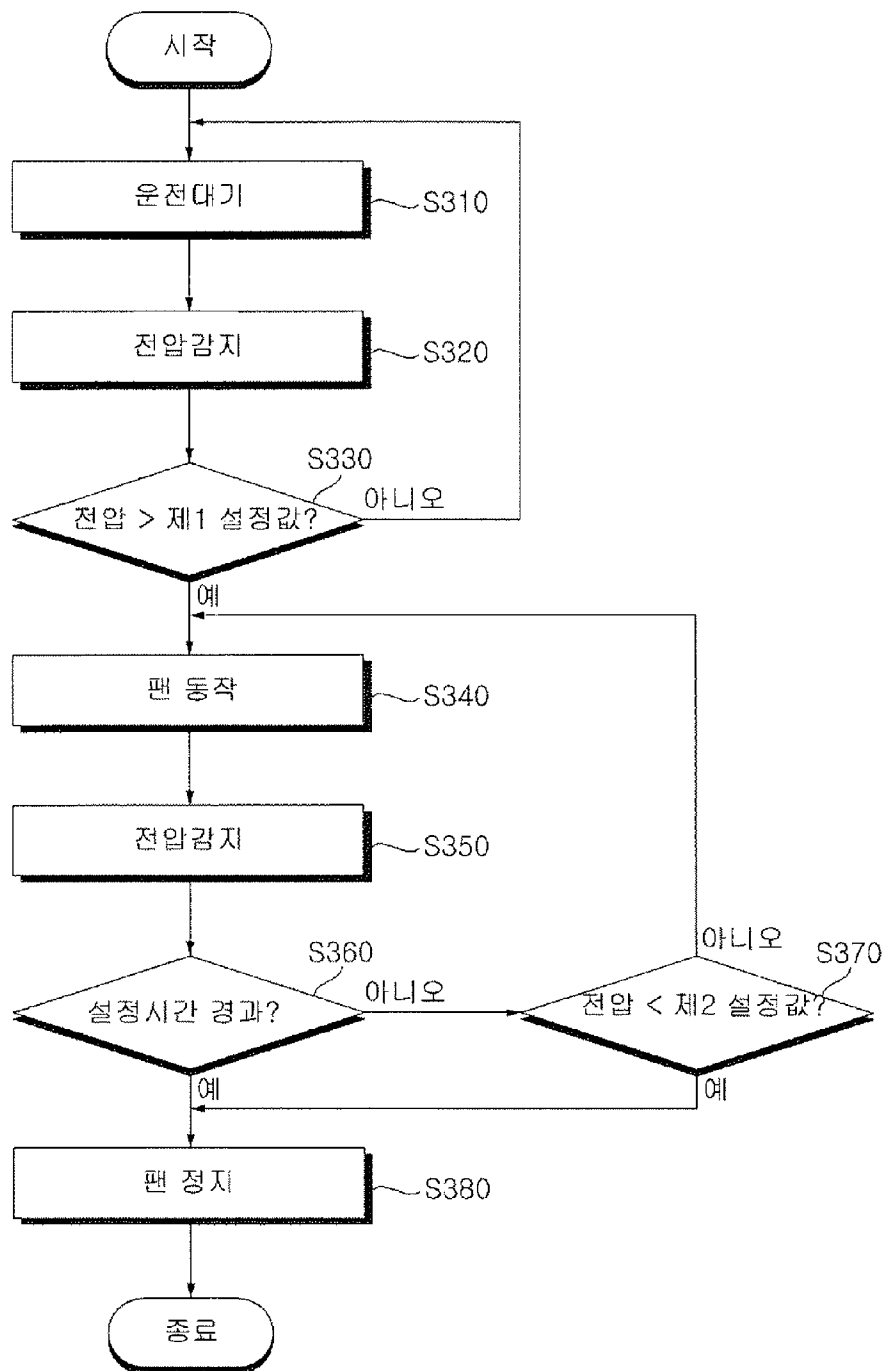 시작
운전대기
S310
전압감지
S320
S330
전압 > 제1 설정값?
아니오
예
팬 동작
S340
전압감지
S350
S360
설정시간 경과?
아니오
아니오
S370
전압 < 제2 설정값?
예
예
팬 정지
S380
종료